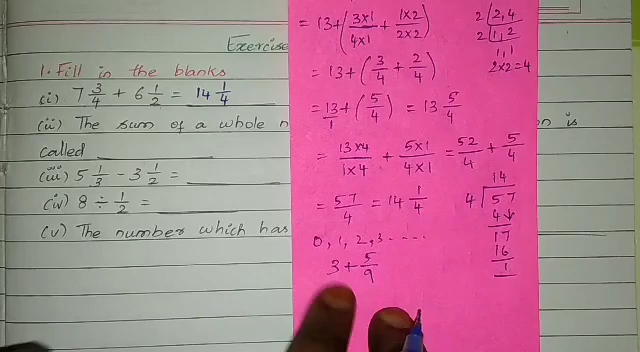 Exercise
1. Fill in the blanks
(i) 7 3/4 + 6 1/2 = 14 1/4
(ii) The sum of a whole n
on is
called
(iii) 5 1/3 - 3 1/2 =
(iv) 8 ÷ 1/2 =
(v) The number which has
= 13 + (3×1/4×1 + 1×2/2×2)
= 13 + (3/4 + 2/4)
= 13/1 + (5/4) = 13 5/4
= 13×4/1×4 + 5×1/4×1 = 52/4 + 5/4
= 57/4 = 14 1/4
0, 1, 2, 3 .....
3 + 5/9
2 2, 4
2 1, 2
1, 1
2×2=4
14
4 57
4
17
16
1